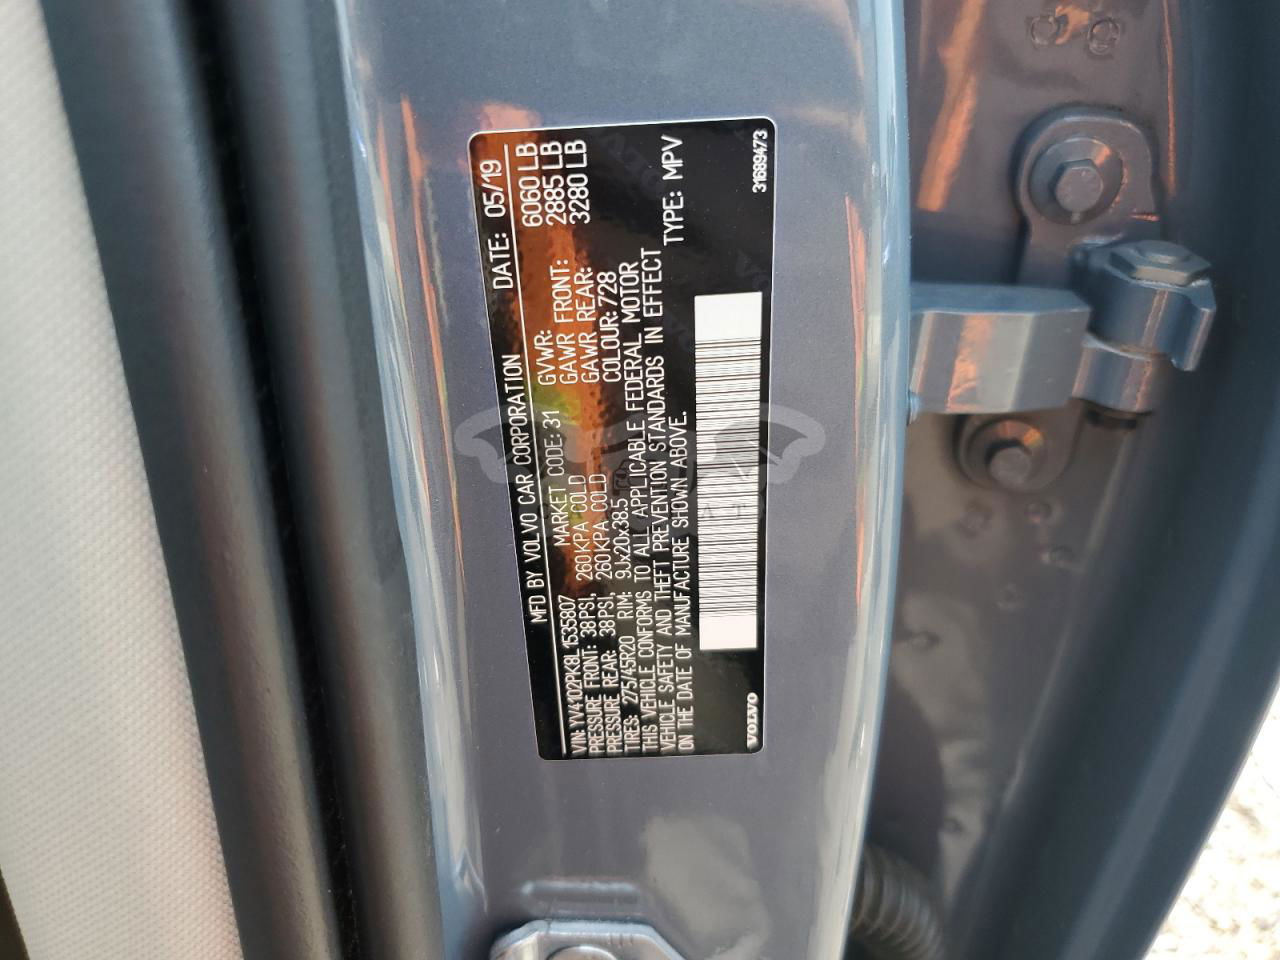 MFD BY VOLVO CAR CORPORATION DATE: 05/19
MARKET CODE: 31 GVWR: 6060 LB
GAWR FRONT: 2885 LB
GAWR REAR: 3280 LB
VIN: YV4102PK8L1535807
PRESSURE FRONT: 38PSI, 260KPA COLD
PRESSURE REAR: 38PSI, 260KPA COLD COLOUR: 728
TIRES: 275/45R20 RIM: 9Jx20x38.5
THIS VEHICLE CONFORMS TO ALL APPLICABLE FEDERAL MOTOR
VEHICLE SAFETY AND THEFT PREVENTION STANDARDS IN EFFECT
ON THE DATE OF MANUFACTURE SHOWN ABOVE. TYPE: MPV
VOLVO 31689473